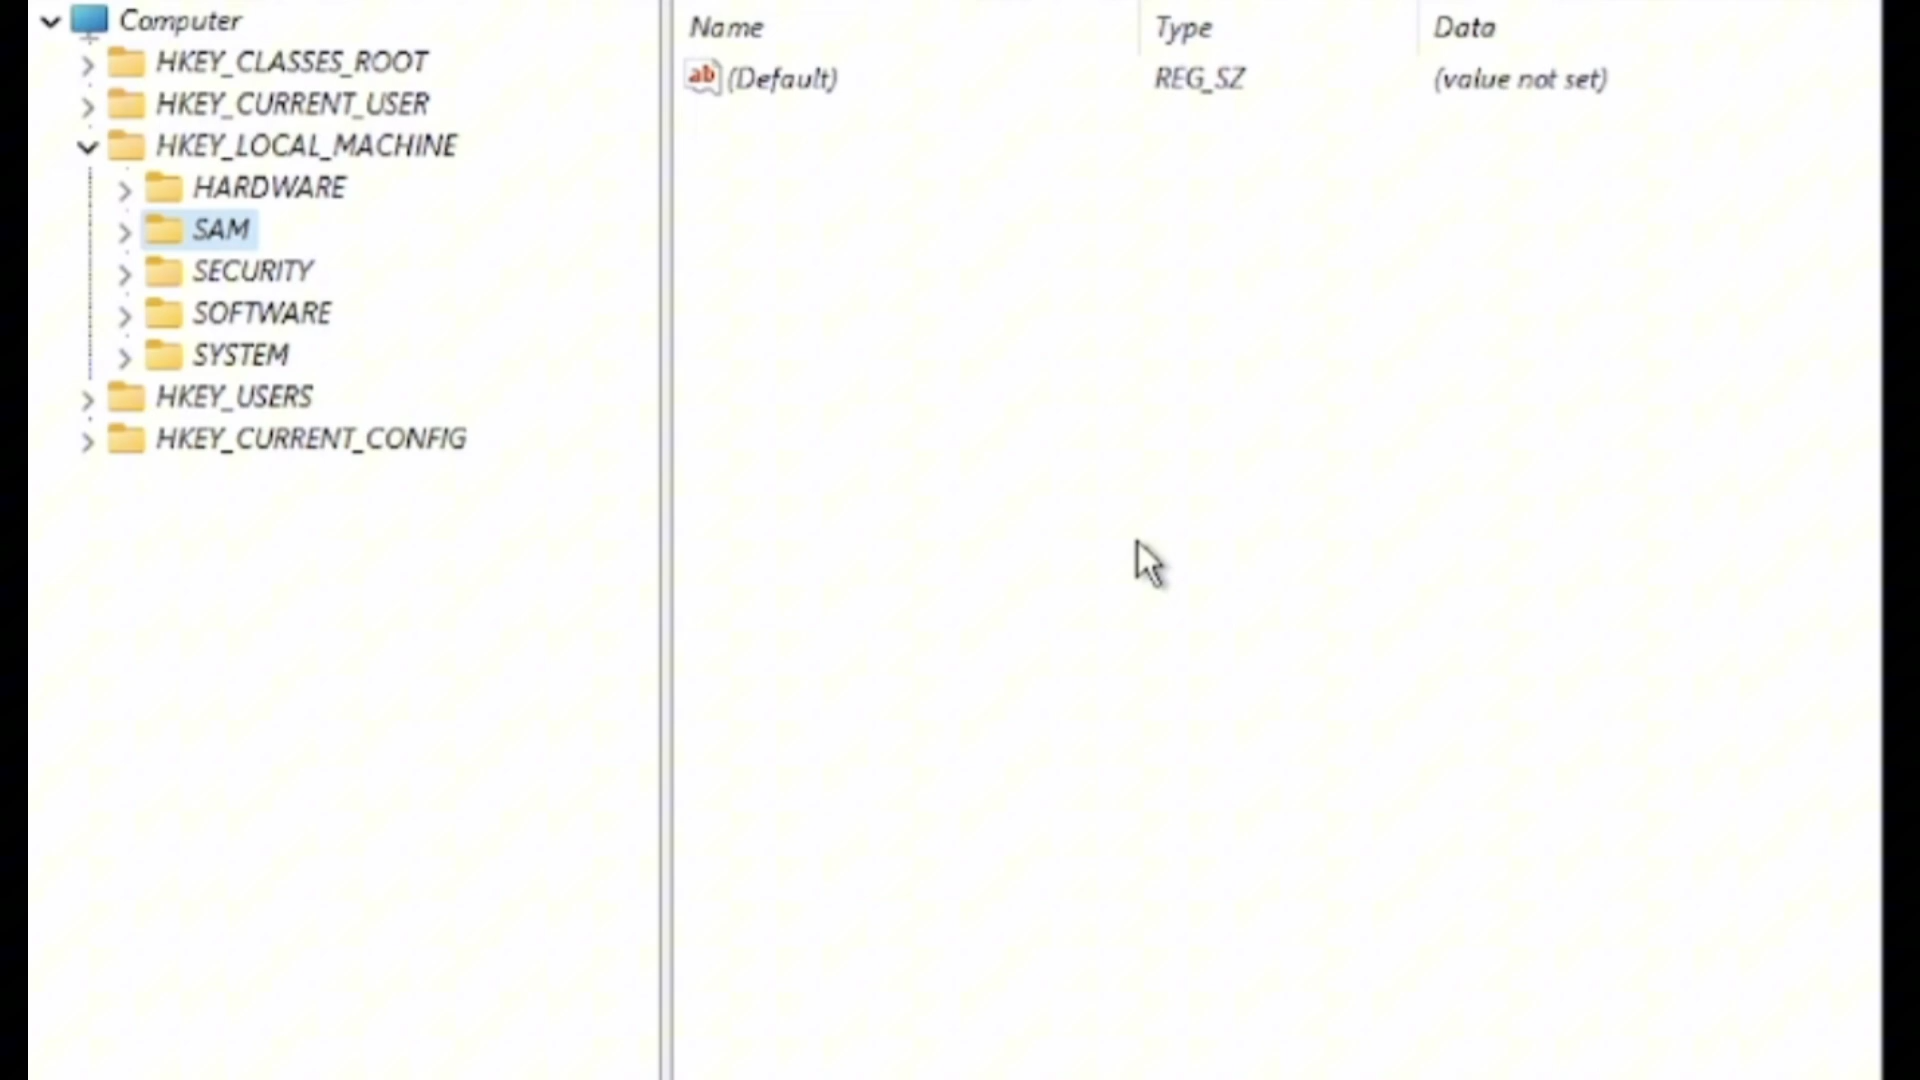 Computer
HKEY_CLASSES_ROOT
HKEY_CURRENT_USER
HKEY_LOCAL_MACHINE
HARDWARE
SAM
SECURITY
SOFTWARE
SYSTEM
HKEY_USERS
HKEY_CURRENT_CONFIG
Name Type Data
ab (Default) REG_SZ (value not set)